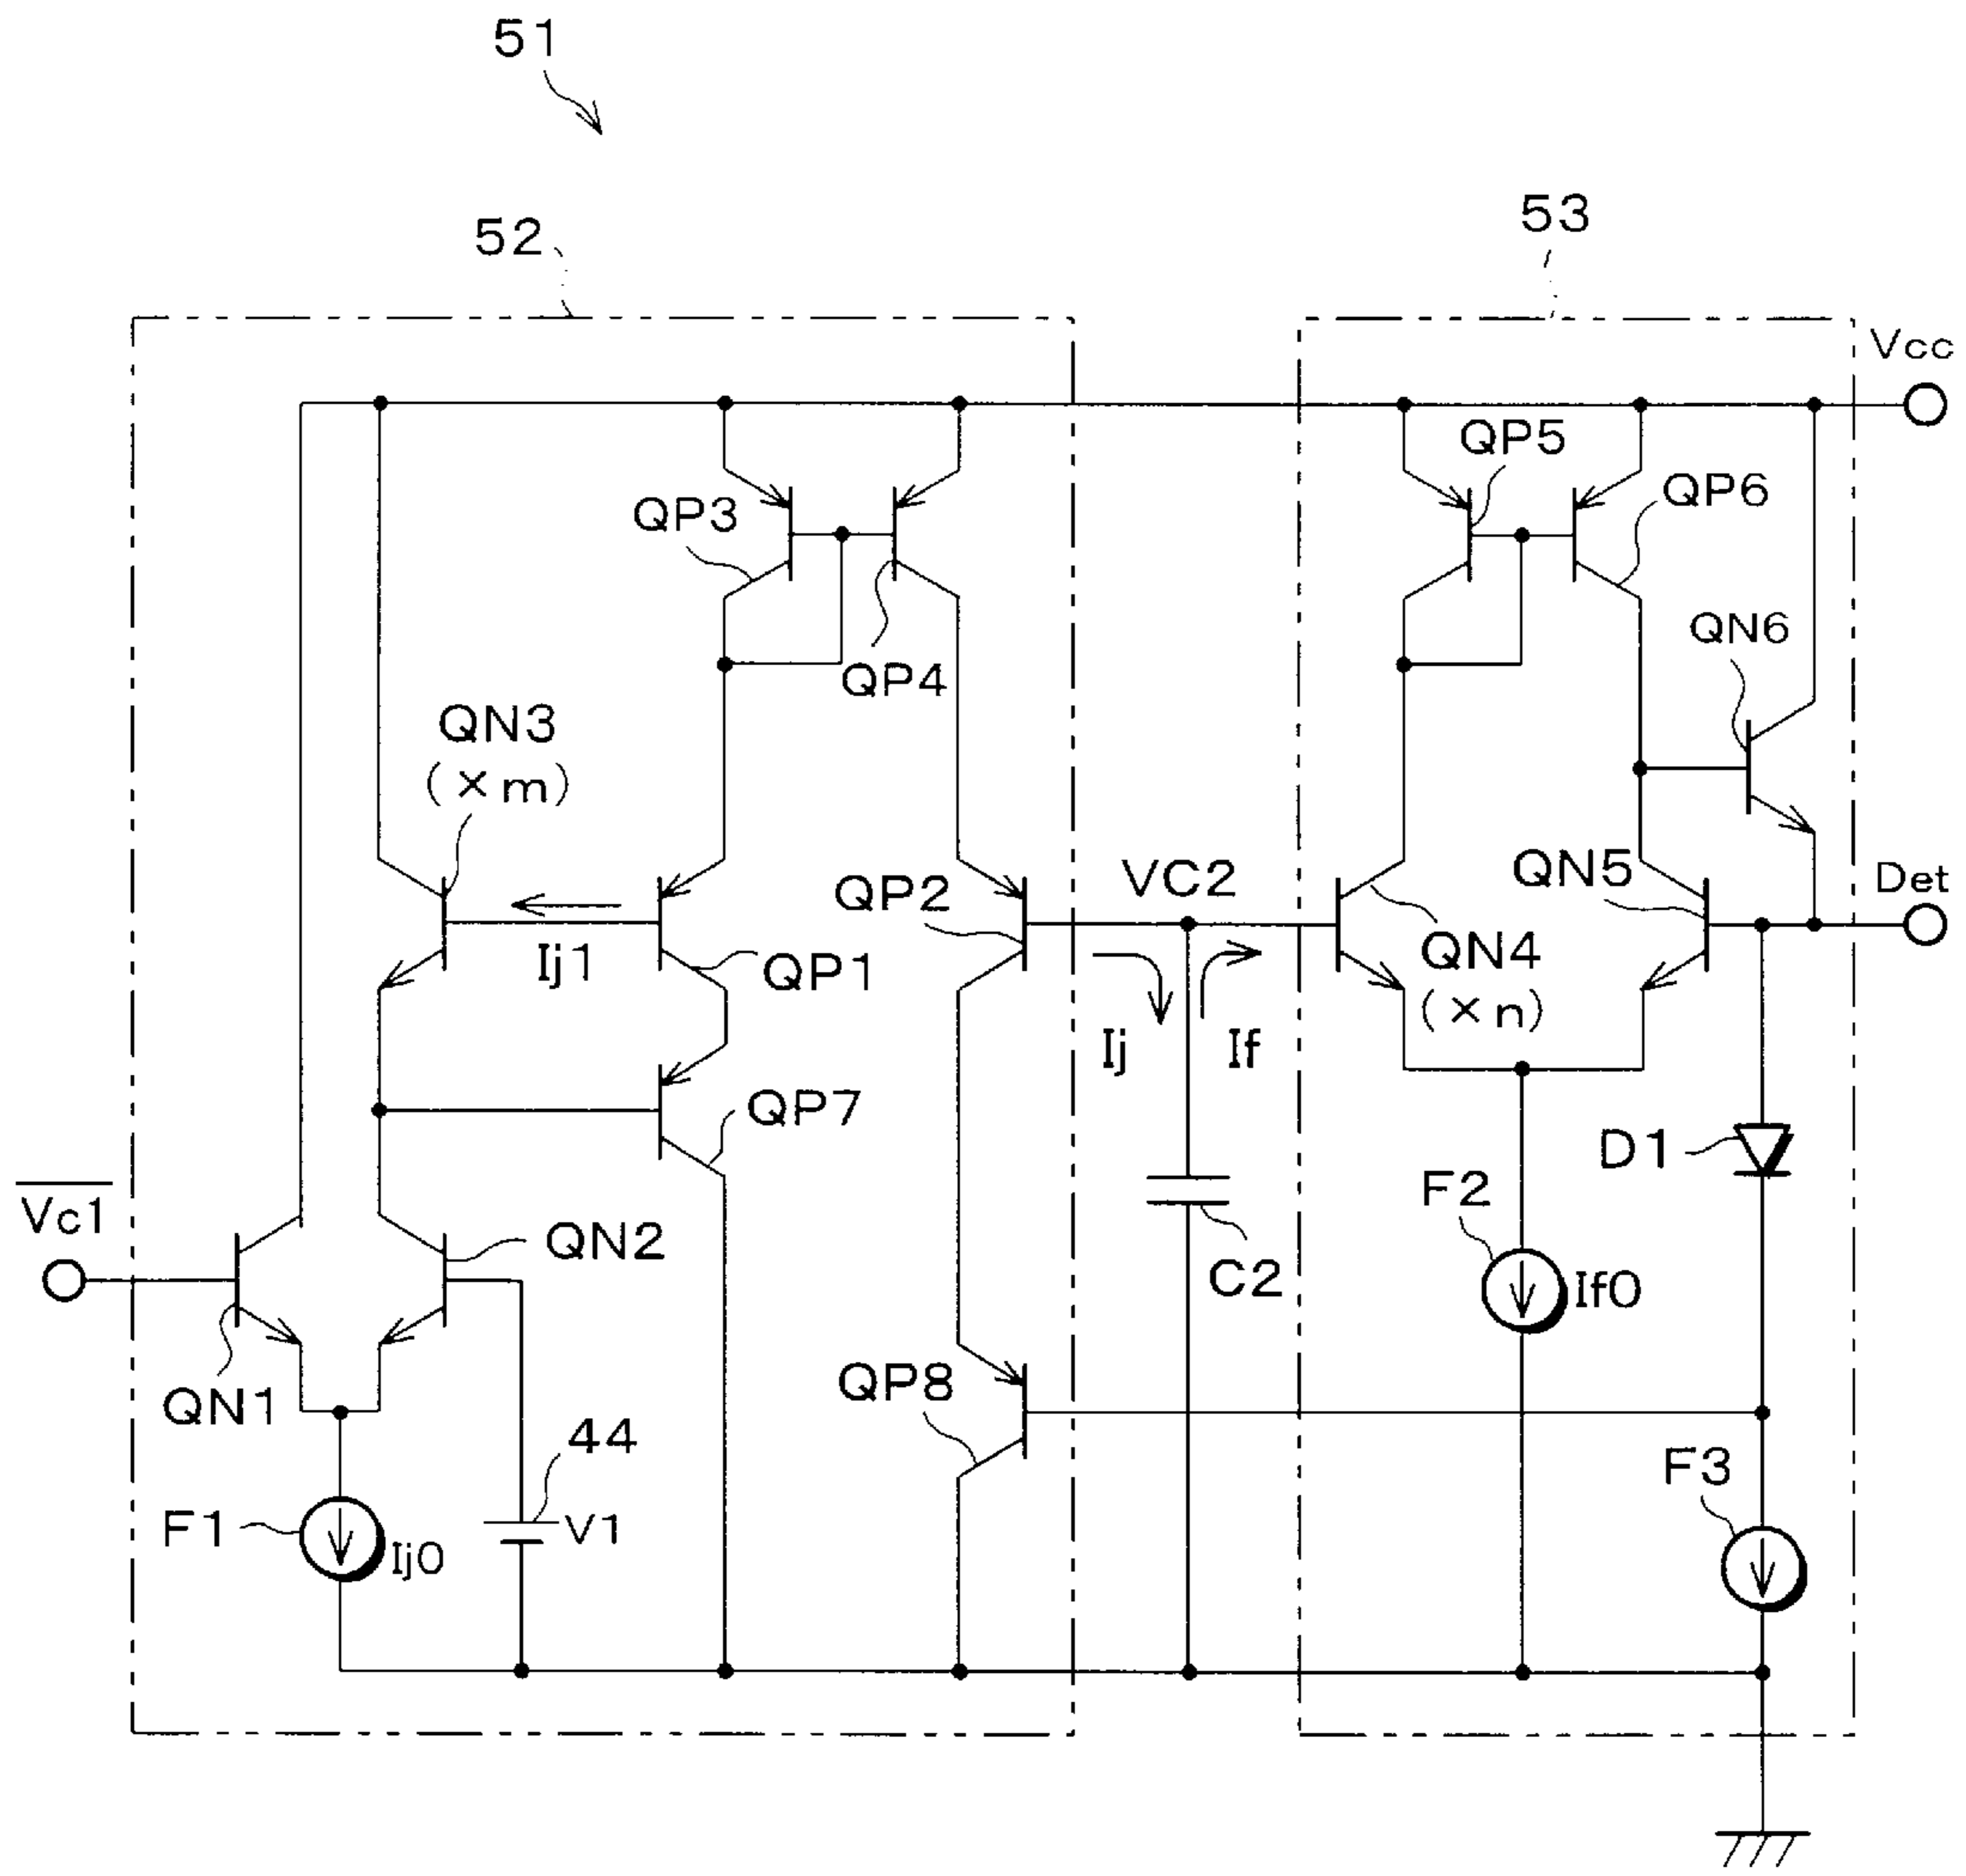 51
52
53
Vcc
QP5
QP3
QP6
QN6
QP4
QN3
(×m)
QP2
VC2
QN5
Det
Ij1
QP1
QN4
(×n)
Ij
If
QP7
D1
Vc1
F2
QN2
C2
If0
QP8
QN1
44
F3
F1
V1
Ij0